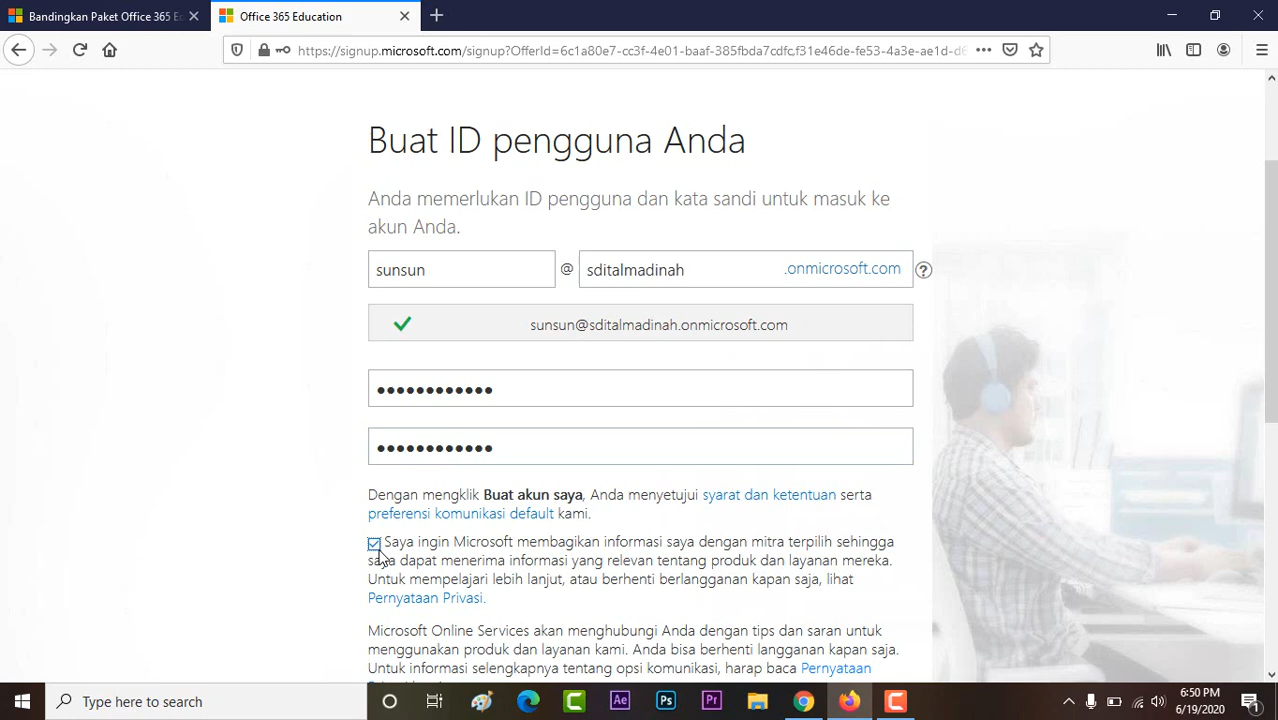 Bandingkan Paket Office 365 E
Office 365 Education
https://signup.microsoft.com/signup?OfferId=6c1a80e7-cc3f-4e01-baaf-385fbda7cdfc,f31e46de-fe53-4a3e-ae1d-d
Buat ID pengguna Anda
Anda memerlukan ID pengguna dan kata sandi untuk masuk ke
akun Anda.
sunsun @ sditalmadinah .onmicrosoft.com ?
sunsun@sditalmadinah.onmicrosoft.com
Dengan mengklik Buat akun saya, Anda menyetujui syarat dan ketentuan serta
preferensi komunikasi default kami.
Saya ingin Microsoft membagikan informasi saya dengan mitra terpilih sehingga
saya dapat menerima informasi yang relevan tentang produk dan layanan mereka.
Untuk mempelajari lebih lanjut, atau berhenti berlangganan kapan saja, lihat
Pernyataan Privasi.
Microsoft Online Services akan menghubungi Anda dengan tips dan saran untuk
menggunakan produk dan layanan kami. Anda bisa berhenti langganan kapan saja.
Untuk informasi selengkapnya tentang opsi komunikasi, harap baca Pernyataan
Type here to search
Ae
Ps
Pr
6:50 PM
6/19/2020
1